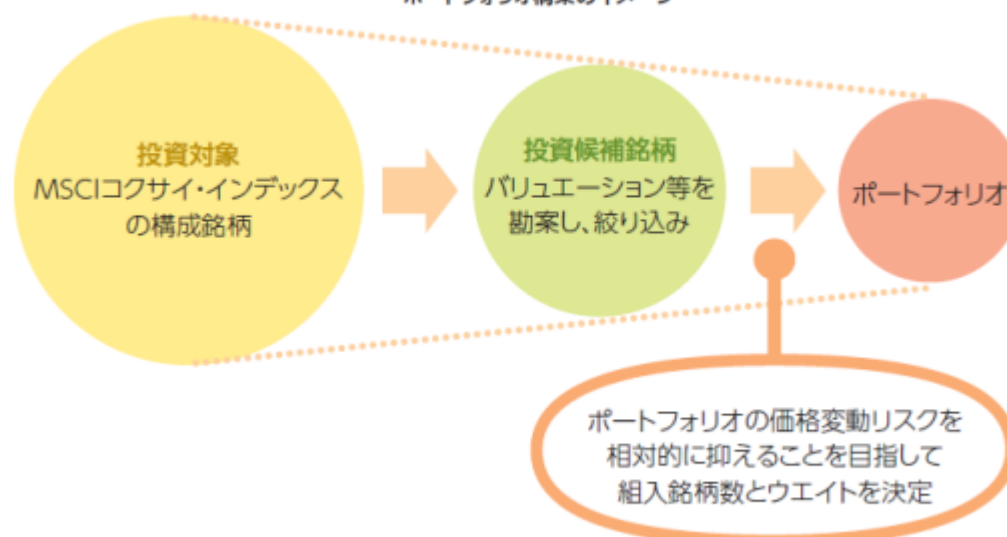 投資対象
MSCIコクサイ・インデックス
の構成銘柄
投資候補銘柄
バリュエーション等を
勘案し、絞り込み
ポートフォリオ
ポートフォリオの価格変動リスクを
相対的に抑えることを目指して
組入銘柄数とウエイトを決定